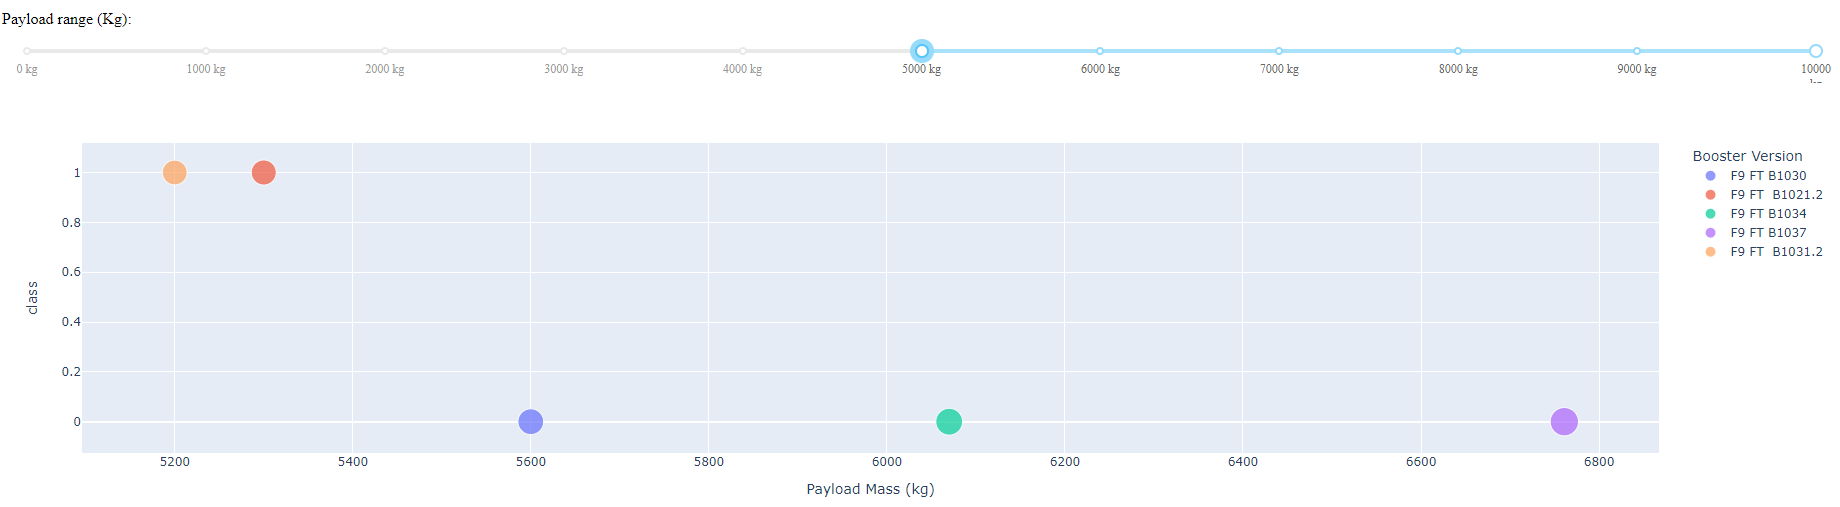 Payload range (Kg):
0 kg 1000 kg 2000 kg 3000 kg 4000 kg 5000 kg 6000 kg 7000 kg 8000 kg 9000 kg 10000
Booster Version
F9 FT B1030
F9 FT  B1021.2
F9 FT B1034
F9 FT B1037
F9 FT  B1031.2
1
0.8
0.6
0.4
0.2
0
class
5200 5400 5600 5800 6000 6200 6400 6600 6800
Payload Mass (kg)